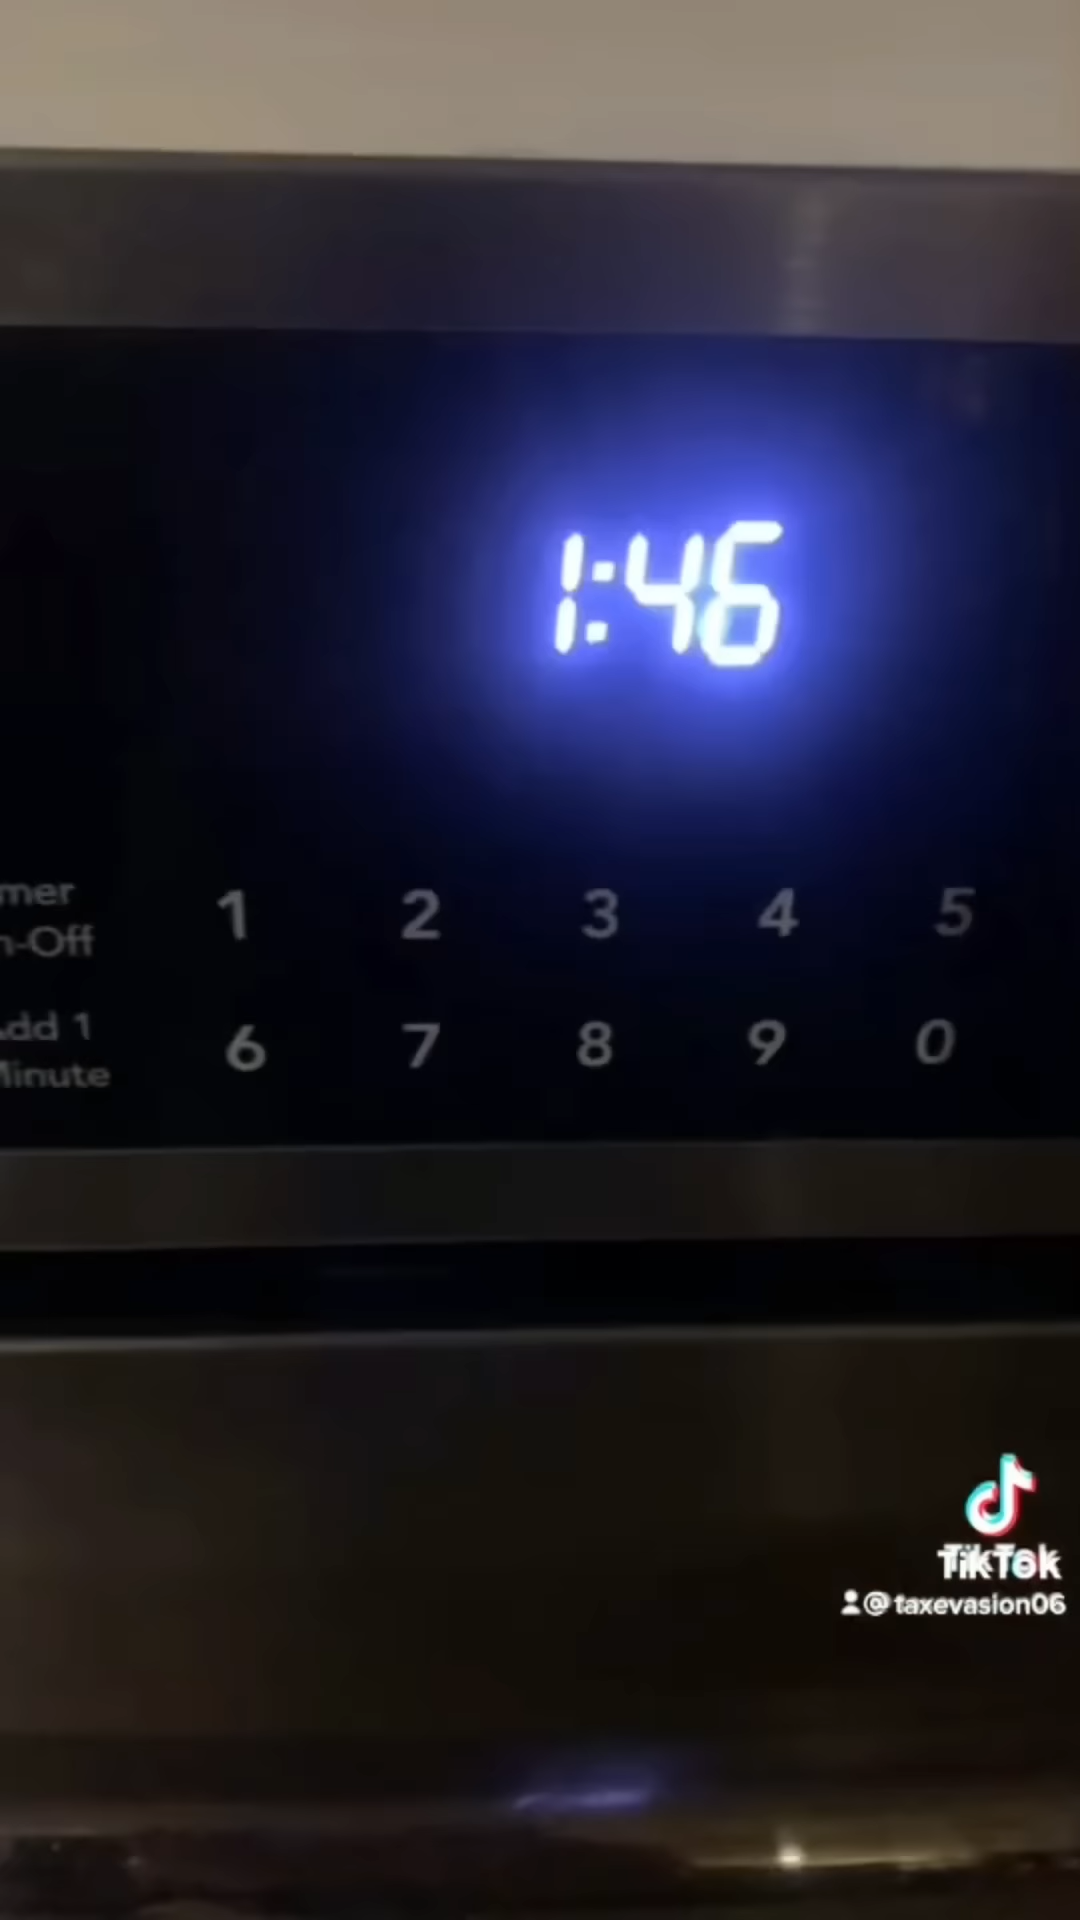 1:46
mer
n-Off
1 2 3 4 5
dd 1
inute
6 7 8 9 0
TikTok
@taxevasion06